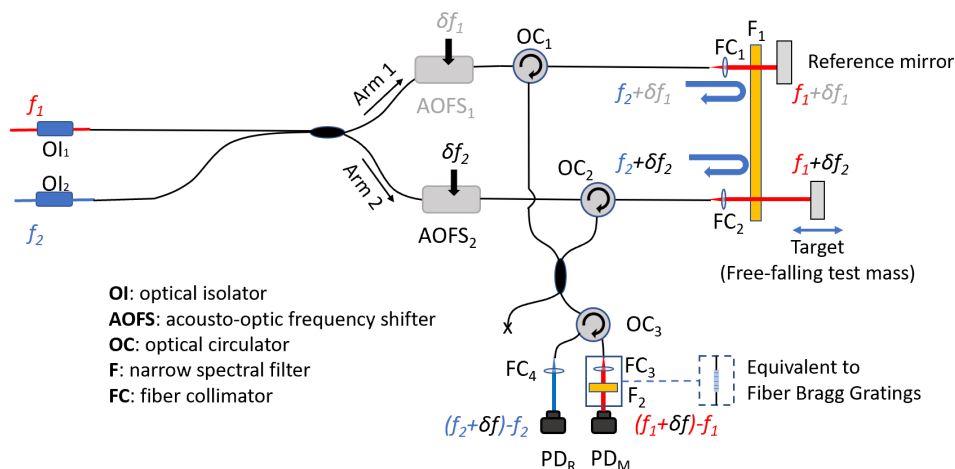 δf1
OC1
F1
FC1
Reference mirror
Arm 1
AOFS1
f2+δf1
f1+δf1
f1
OI1
δf2
OC2
f2+δf2
f1+δf2
OI2
Arm 2
AOFS2
FC2
f2
Target
(Free-falling test mass)
OI: optical isolator
AOFS: acousto-optic frequency shifter
OC: optical circulator
F: narrow spectral filter
FC: fiber collimator
x
OC3
FC4
FC3
F2
Equivalent to
Fiber Bragg Gratings
(f2+δf)-f2
(f1+δf)-f1
PDR
PDM